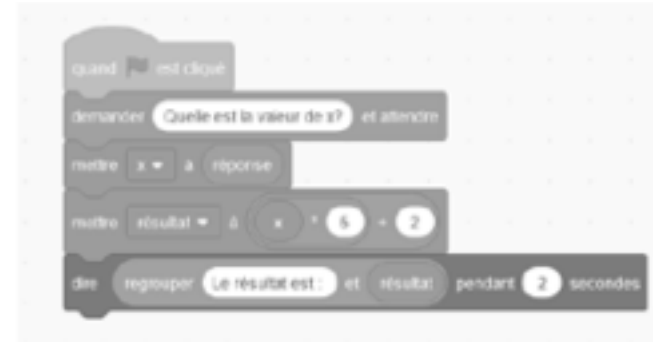 quand est cliqué
demander Quelle est la valeur de x? et attendre
mettre x à réponse
mettre résultat à x * 5 + 2
dire regrouper Le résultat est : et résultat pendant 2 secondes